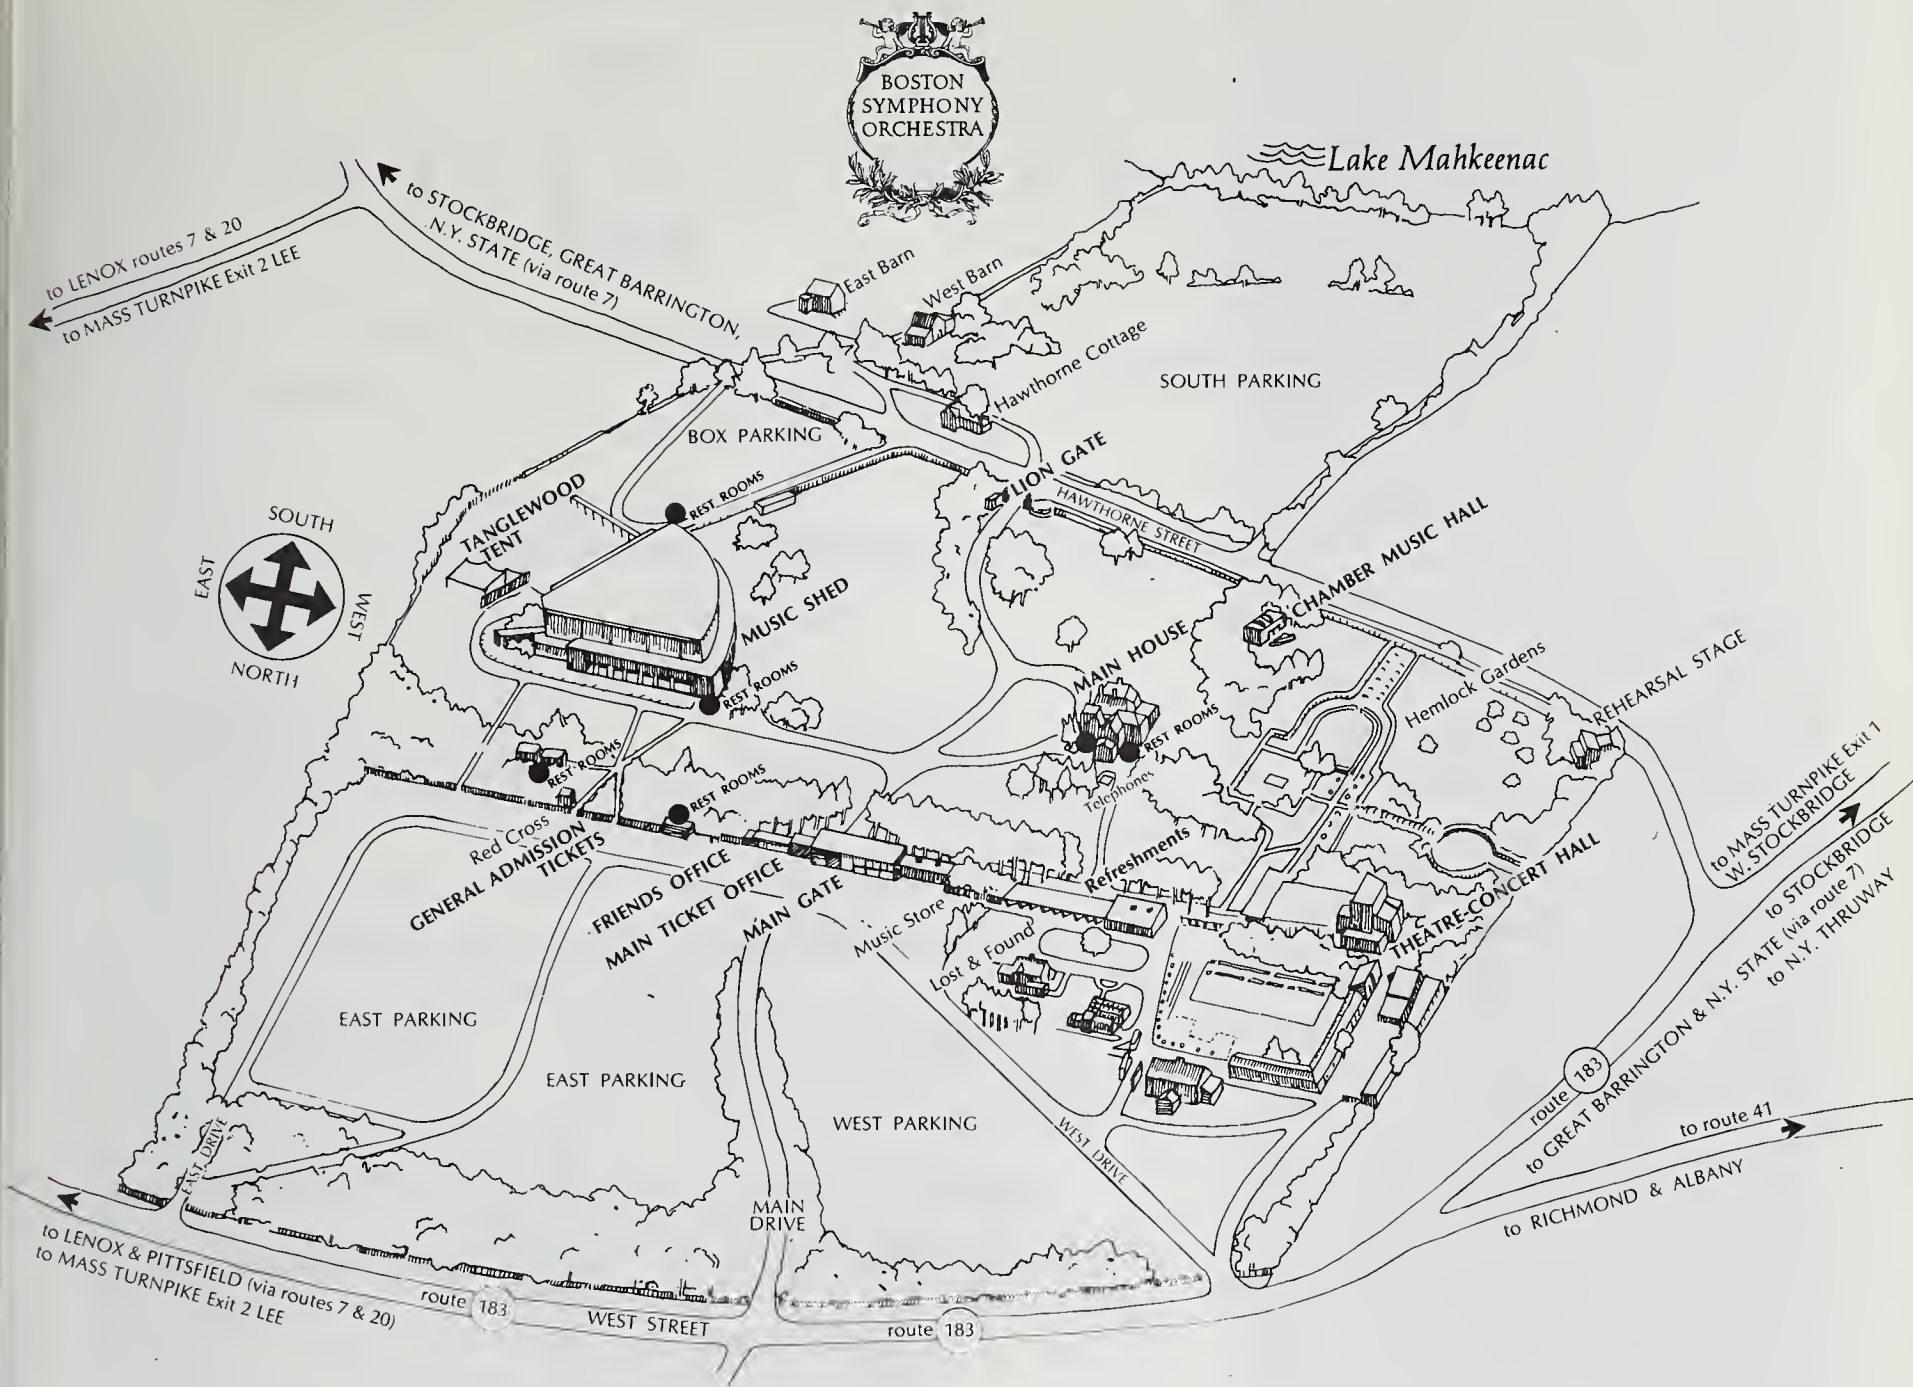 BOSTON
SYMPHONY
ORCHESTRA
Lake Mahkeenac
to STOCKBRIDGE, GREAT BARRINGTON,
N.Y. STATE (via route 7)
to LENOX routes 7 & 20
to MASS TURNPIKE Exit 2 LEE
East Barn
West Barn
Hawthorne Cottage
SOUTH PARKING
BOX PARKING
REST ROOMS
LION GATE
HAWTHORNE STREET
TANGLEWOOD
TENT
CHAMBER MUSIC HALL
SOUTH
EAST
WEST
NORTH
MUSIC SHED
MAIN HOUSE
Hemlock Gardens
REHEARSAL STAGE
REST ROOMS
REST ROOMS
REST ROOMS
REST ROOMS
Telephones
to MASS TURNPIKE Exit 1
W. STOCKBRIDGE
to STOCKBRIDGE
to GREAT BARRINGTON & N.Y. STATE (via route 7)
to N.Y. THRUWAY
Red Cross
GENERAL ADMISSION
TICKETS
FRIENDS OFFICE
MAIN TICKET OFFICE
MAIN GATE
Music Store
Refreshments
Lost & Found
THEATRE-CONCERT HALL
EAST PARKING
EAST PARKING
WEST PARKING
WEST DRIVE
EAST DRIVE
MAIN
DRIVE
route 183
to route 41
to RICHMOND & ALBANY
to LENOX & PITTSFIELD (via routes 7 & 20)
to MASS TURNPIKE Exit 2 LEE
route 183
WEST STREET
route 183